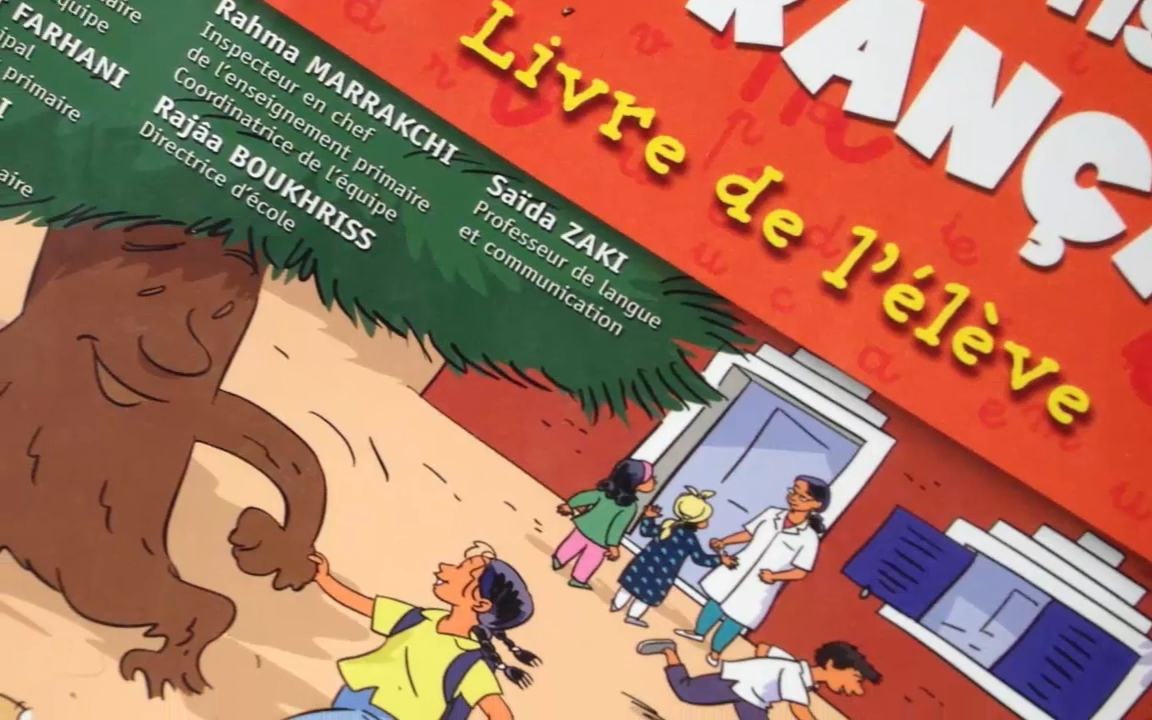 FRANÇA
Livre de l'élève
FARHANI
primaire
Rahma MARRAKCHI
Inspecteur en chef
de l'enseignement primaire
Coordinatrice de l'équipe
Rajâa BOUKHRISS
Directrice d'école
Saïda ZAKI
Professeur de langue
et communication